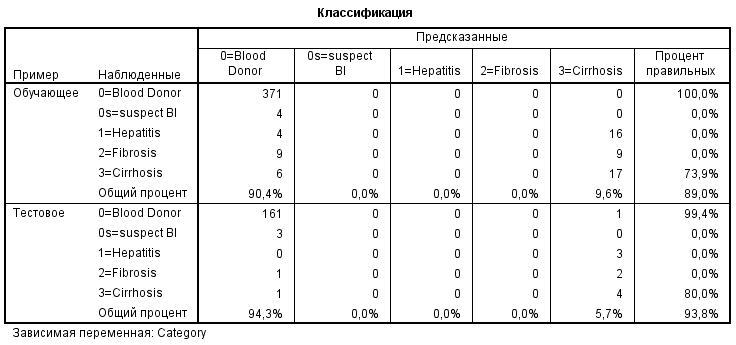 Классификация
Предсказанные
Пример Наблюденные 0=Blood Donor 0s=suspect Bl 1=Hepatitis 2=Fibrosis 3=Cirrhosis Процент правильных
Обучающее 0=Blood Donor 371 0 0 0 0 100,0%
0s=suspect Bl 4 0 0 0 0 0,0%
1=Hepatitis 4 0 0 0 16 0,0%
2=Fibrosis 9 0 0 0 9 0,0%
3=Cirrhosis 6 0 0 0 17 73,9%
Общий процент 90,4% 0,0% 0,0% 0,0% 9,6% 89,0%
Тестовое 0=Blood Donor 161 0 0 0 1 99,4%
0s=suspect Bl 3 0 0 0 0 0,0%
1=Hepatitis 0 0 0 0 3 0,0%
2=Fibrosis 1 0 0 0 2 0,0%
3=Cirrhosis 1 0 0 0 4 80,0%
Общий процент 94,3% 0,0% 0,0% 0,0% 5,7% 93,8%
Зависимая переменная: Category